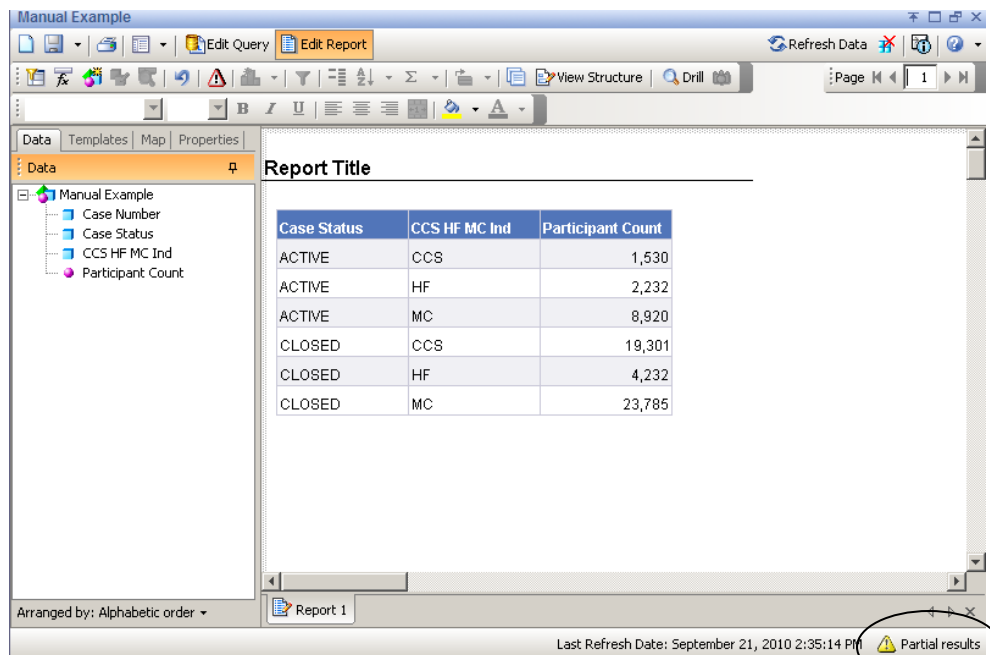 Manual Example
Edit Query Edit Report Refresh Data
Σ View Structure Drill Page 1
B I U A
Data Templates Map Properties
Data
Manual Example
Case Number
Case Status
CCS HF MC Ind
Participant Count
Report Title
Case Status CCS HF MC Ind Participant Count
ACTIVE CCS 1,530
ACTIVE HF 2,232
ACTIVE MC 8,920
CLOSED CCS 19,301
CLOSED HF 4,232
CLOSED MC 23,785
Arranged by: Alphabetic order
Report 1
Last Refresh Date: September 21, 2010 2:35:14 PM Partial results